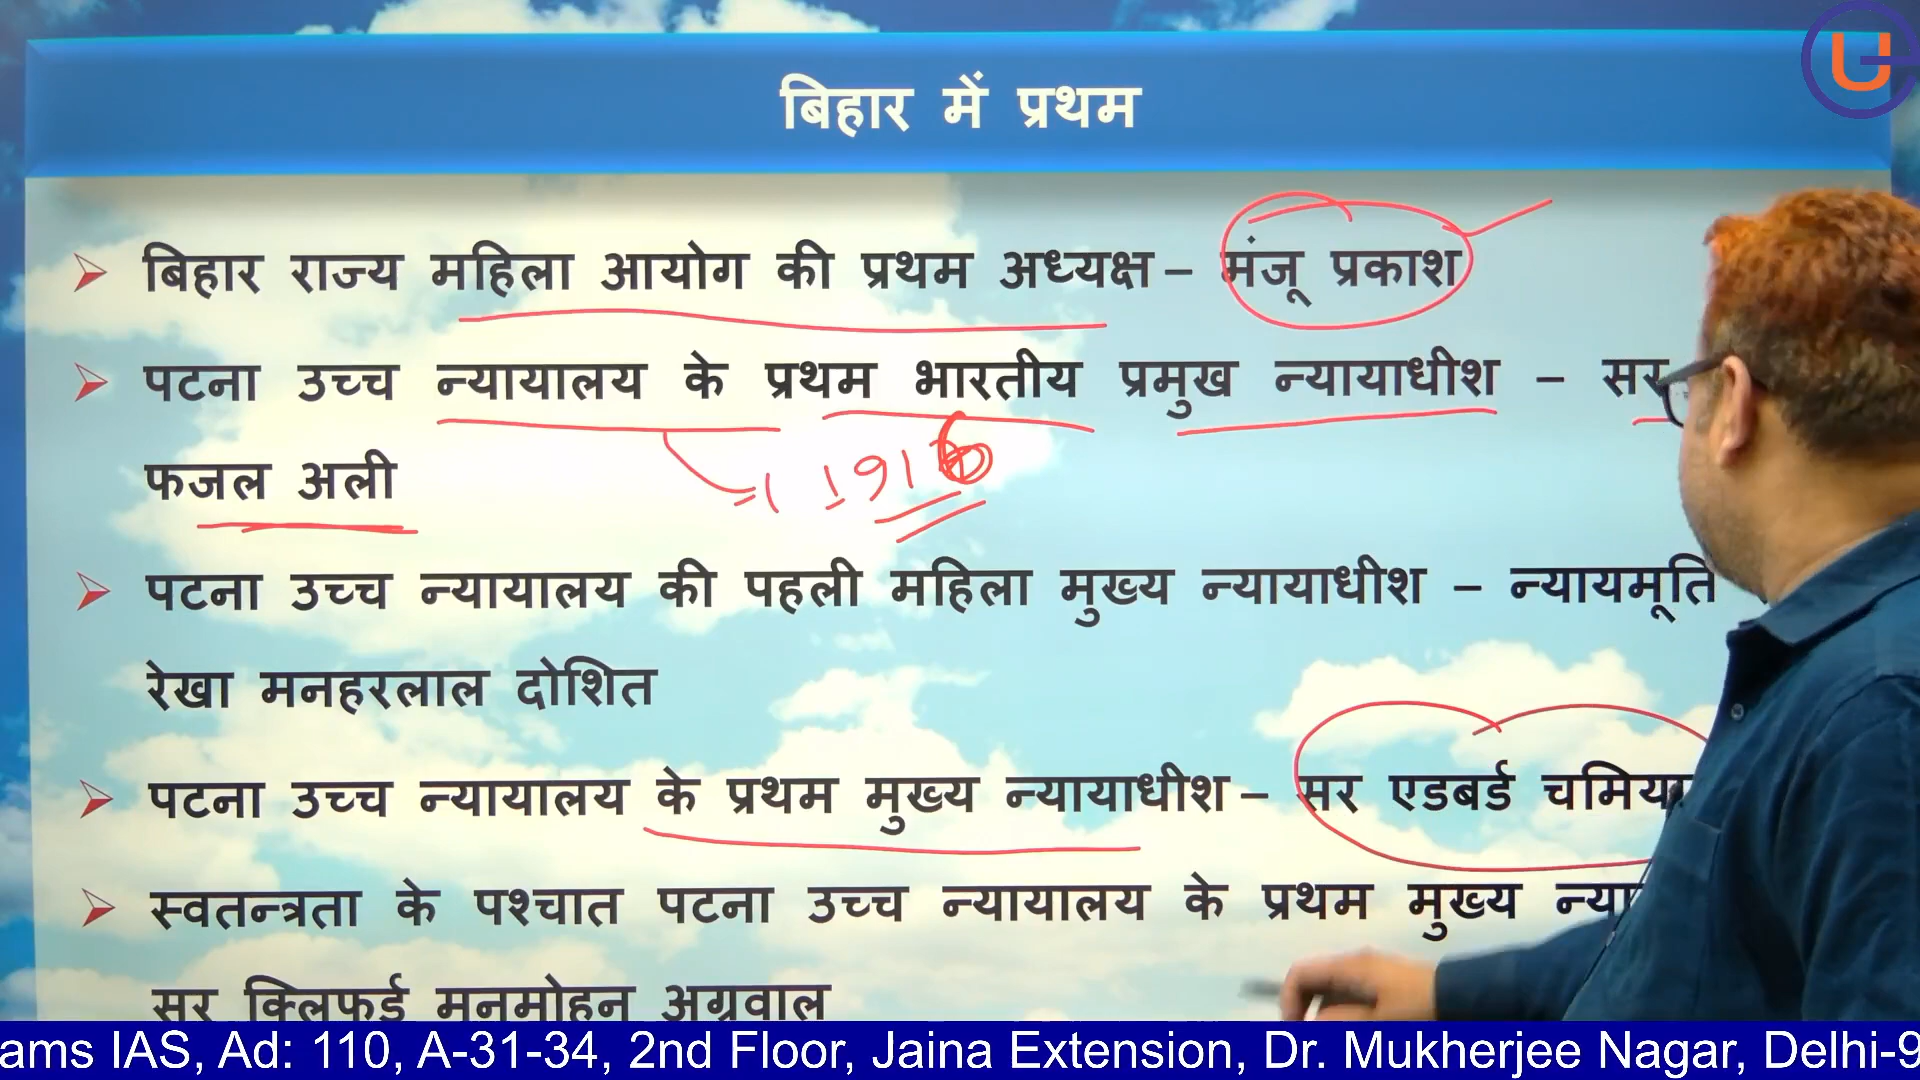 बिहार में प्रथम
बिहार राज्य महिला आयोग की प्रथम अध्यक्ष – मंजू प्रकाश
पटना उच्च न्यायालय के प्रथम भारतीय प्रमुख न्यायाधीश – सर
फजल अली
1916
पटना उच्च न्यायालय की पहली महिला मुख्य न्यायाधीश – न्यायमूर्ति
रेखा मनहरलाल दोशित
पटना उच्च न्यायालय के प्रथम मुख्य न्यायाधीश – सर एडबर्ड
स्वतन्त्रता के पश्चात पटना उच्च न्यायालय के प्रथम मुख्य
सर क्लिफर्ड मनमोहन अग्रवाल
ams IAS, Ad: 110, A-31-34, 2nd Floor, Jaina Extension, Dr. Mukherjee Nagar, Delhi-9